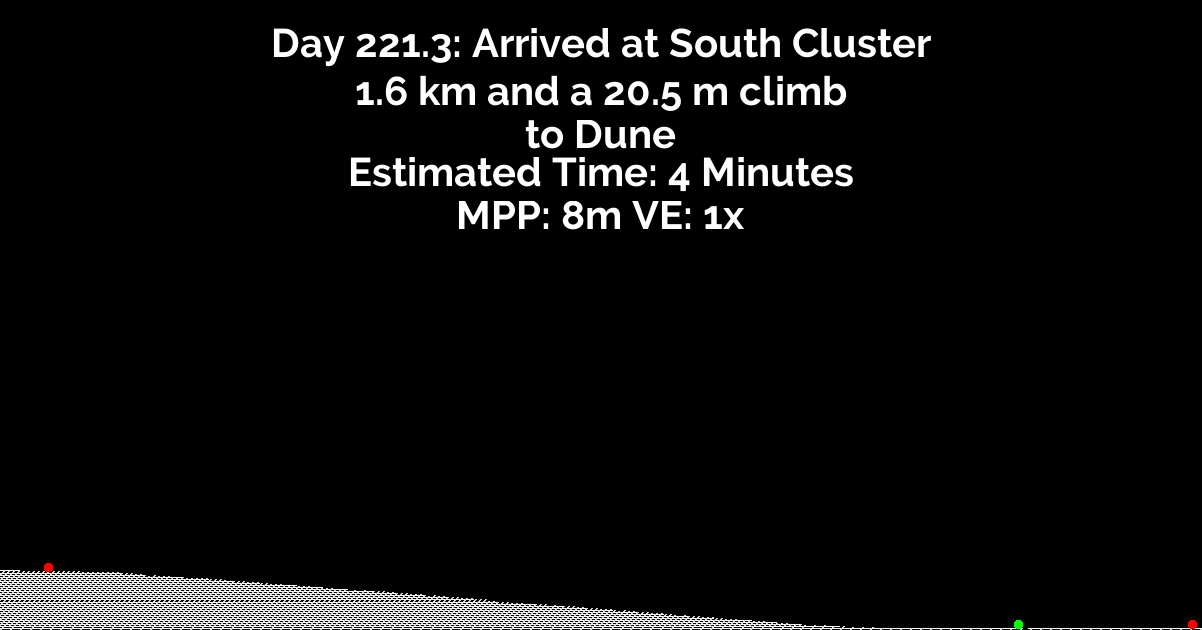 Day 221.3: Arrived at South Cluster
1.6 km and a 20.5 m climb
to Dune
Estimated Time: 4 Minutes
MPP: 8m VE: 1x